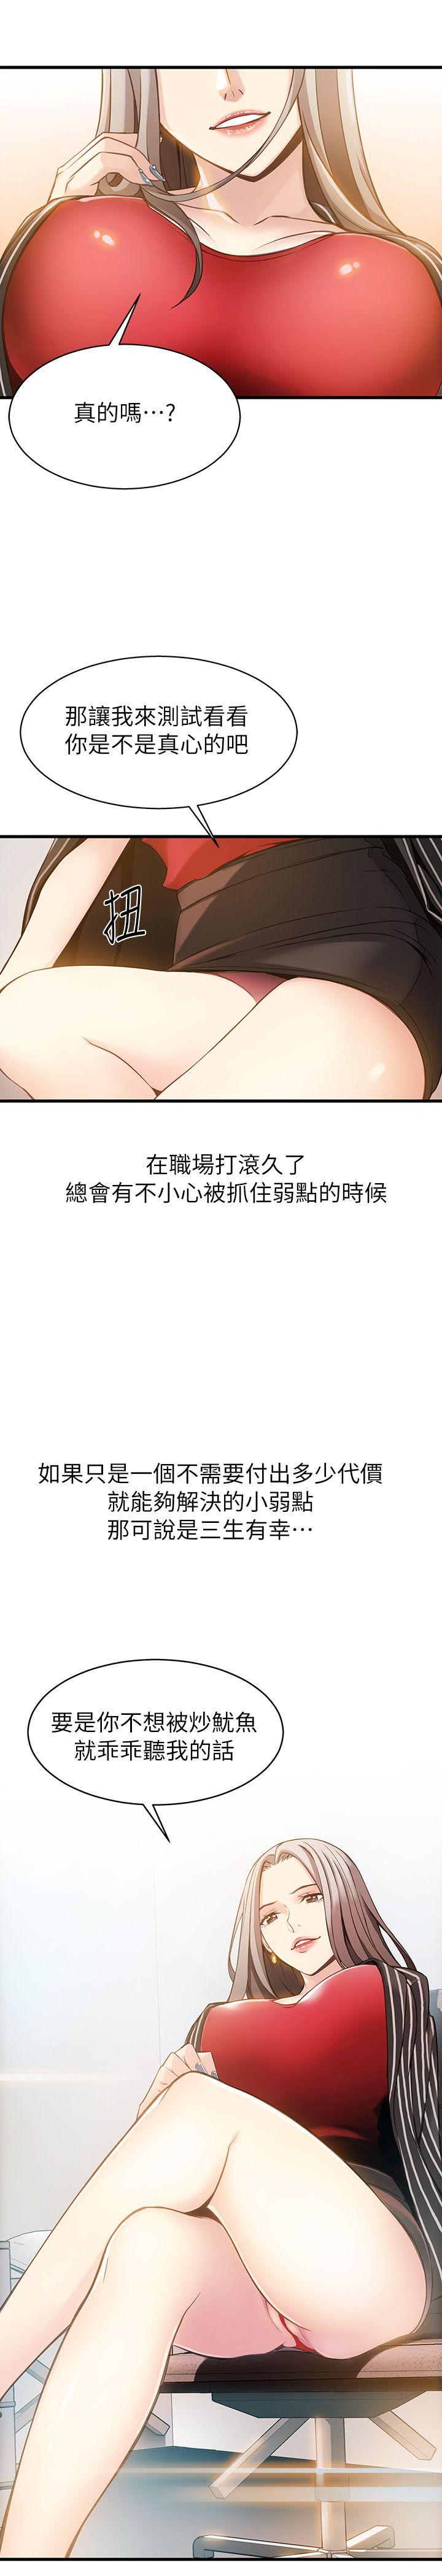 真的嗎…?
那讓我來測試看看
你是不是真心的吧
扭
在職場打滾久了
總會有不小心被抓住弱點的時候
如果只是一個不需要付出多少代價
就能夠解決的小弱點
那可說是三生有幸…
要是你不想被炒魷魚
就乖乖聽我的話